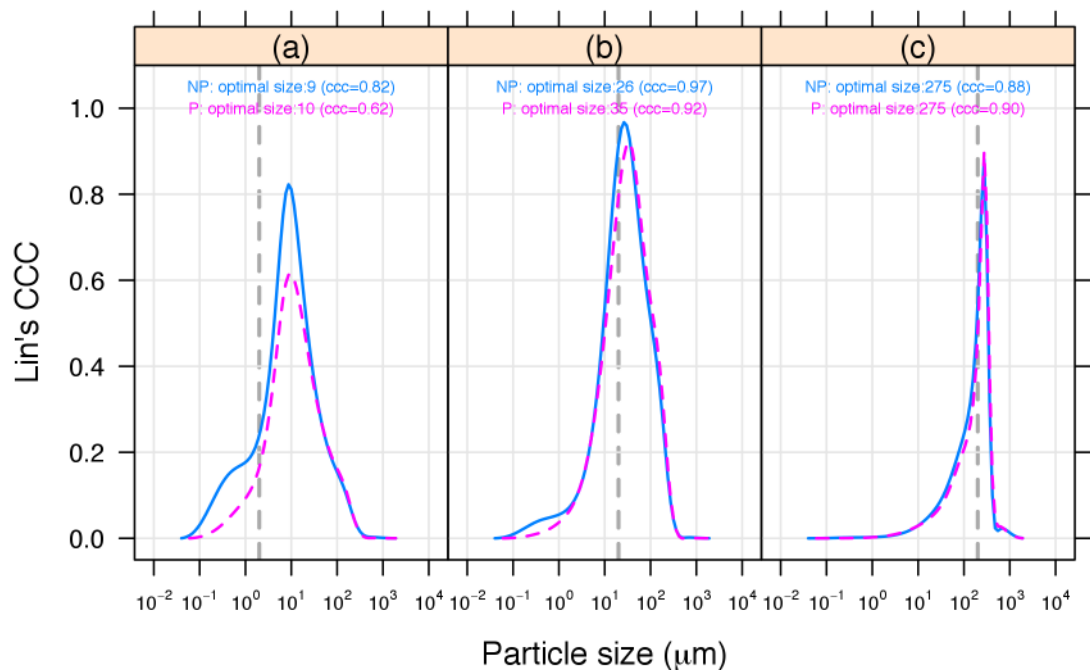 (a) (b) (c)
NP: optimal size:9 (ccc=0.82) NP: optimal size:26 (ccc=0.97) NP: optimal size:275 (ccc=0.88)
P: optimal size:10 (ccc=0.62) P: optimal size:35 (ccc=0.92) P: optimal size:275 (ccc=0.90)
1.0
0.8
0.6
0.4
0.2
0.0
Lin's CCC
10⁻² 10⁻¹ 10⁰ 10¹ 10² 10³ 10⁴ 10⁻² 10⁻¹ 10⁰ 10¹ 10² 10³ 10⁴ 10⁻² 10⁻¹ 10⁰ 10¹ 10² 10³ 10⁴
Particle size (μm)